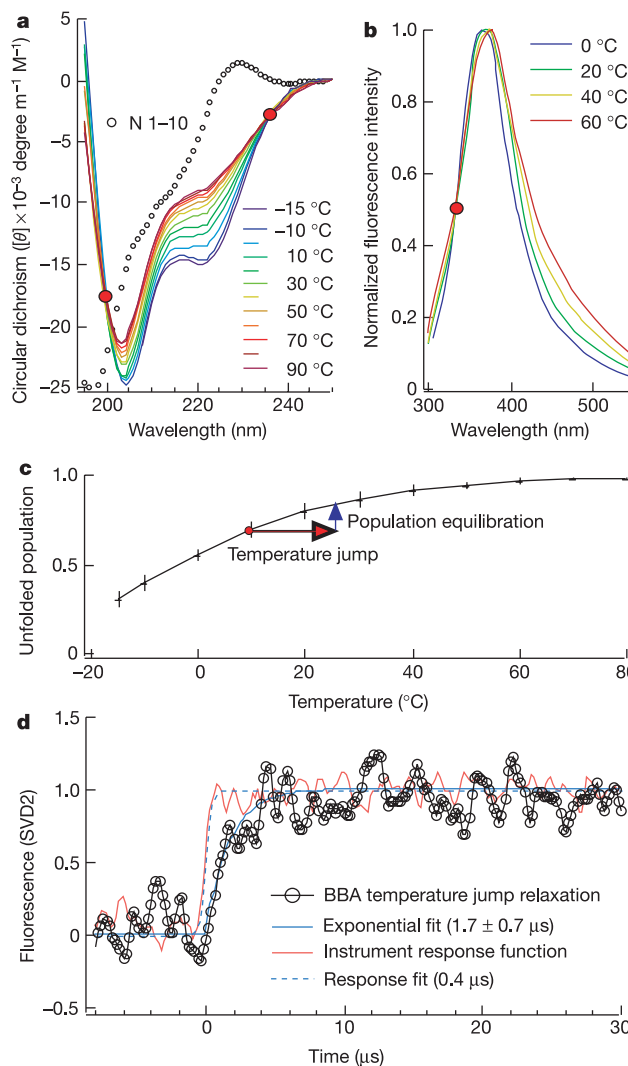 a
Circular dichroism ([θ] ×10⁻³ degree m⁻¹ M⁻¹)
5
0
−5
−10
−15
−20
−25
N 1–10
−15 °C
−10 °C
10 °C
30 °C
50 °C
70 °C
90 °C
200
220
240
Wavelength (nm)
b
Normalized fluorescence intensity
1.0
0.8
0.6
0.4
0.2
0
0 °C
20 °C
40 °C
60 °C
300
400
500
Wavelength (nm)
c
Unfolded population
1.0
0.5
0
Population equilibration
Temperature jump
−20
0
20
40
60
80
Temperature (°C)
d
Fluorescence (SVD2)
1.5
1.0
0.5
0
−0.5
BBA temperature jump relaxation
Exponential fit (1.7 ± 0.7 μs)
Instrument response function
Response fit (0.4 μs)
0
10
20
30
Time (μs)